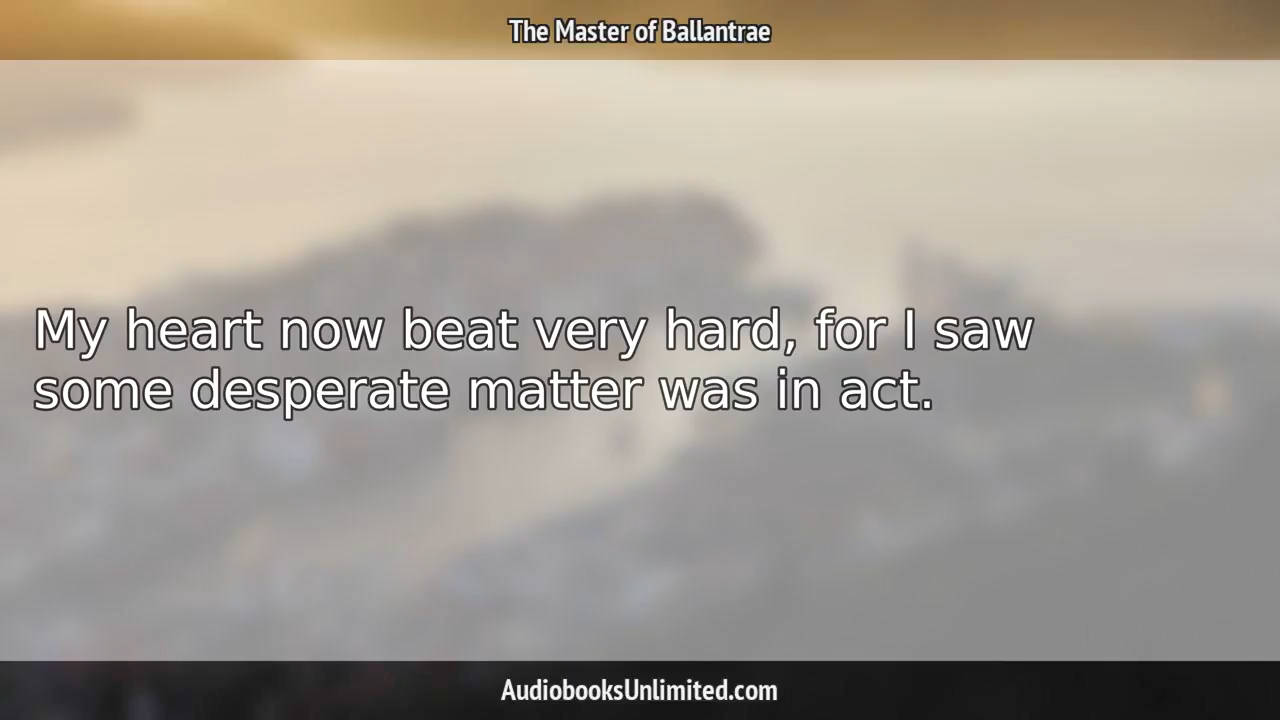 The Master of Ballantrae
My heart now beat very hard, for I saw
some desperate matter was in act.
AudiobooksUnlimited.com